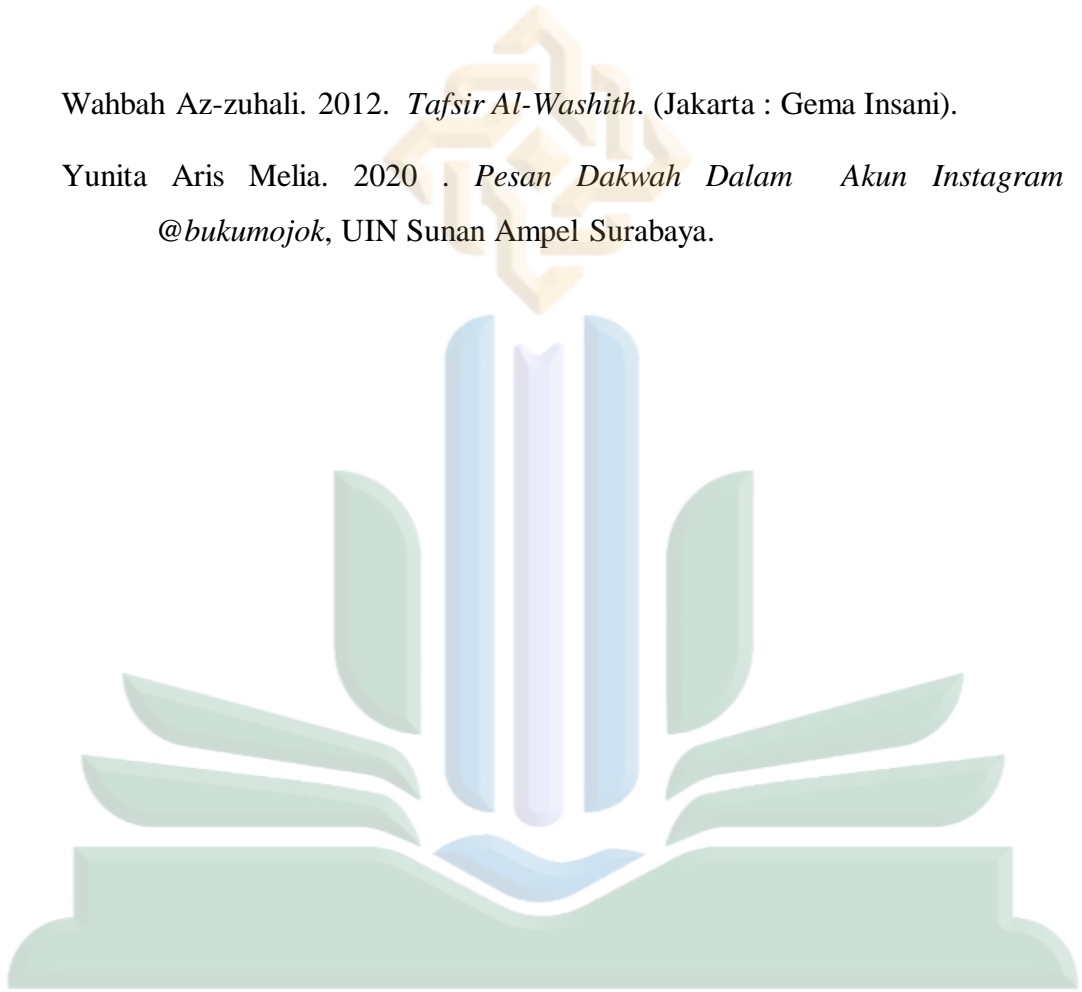 Wahbah Az-zuhali. 2012. Tafsir Al-Washith. (Jakarta : Gema Insani).
Yunita Aris Melia. 2020 . Pesan Dakwah Dalam Akun Instagram
@bukumojok, UIN Sunan Ampel Surabaya.